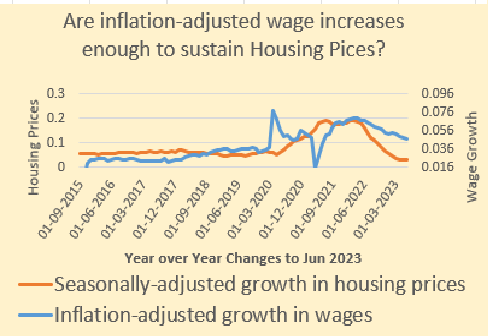 Are inflation-adjusted wage increases
enough to sustain Housing Pices?
Housing Prices
0.3
0.2
0.1
0
0.096
0.076
0.056
0.036
0.016
Wage Growth
01-09-2015
01-06-2016
01-03-2017
01-12-2017
01-09-2018
01-06-2019
01-03-2020
01-12-2020
01-09-2021
01-06-2022
01-03-2023
Year over Year Changes to Jun 2023
Seasonally-adjusted growth in housing prices
Inflation-adjusted growth in wages